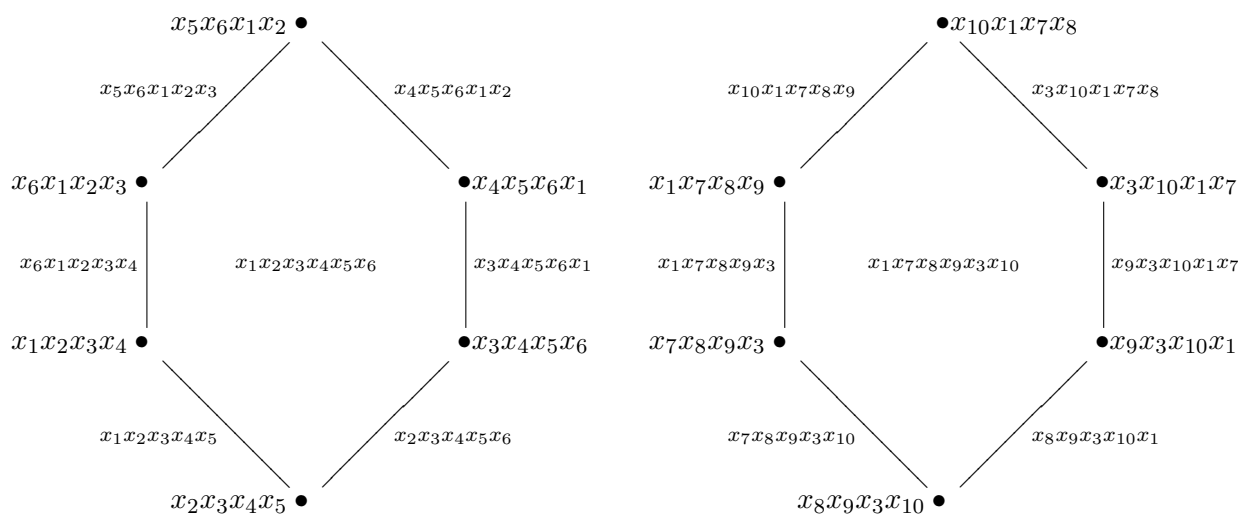 x₅x₆x₁x₂ x₁₀x₁x₇x₈
x₅x₆x₁x₂x₃ x₄x₅x₆x₁x₂ x₁₀x₁x₇x₈x₉ x₃x₁₀x₁x₇x₈
x₆x₁x₂x₃ x₄x₅x₆x₁ x₁x₇x₈x₉ x₃x₁₀x₁x₇
x₆x₁x₂x₃x₄ x₁x₂x₃x₄x₅x₆ x₃x₄x₅x₆x₁ x₁x₇x₈x₉x₃ x₁x₇x₈x₉x₃x₁₀ x₉x₃x₁₀x₁x₇
x₁x₂x₃x₄ x₃x₄x₅x₆ x₇x₈x₉x₃ x₉x₃x₁₀x₁
x₁x₂x₃x₄x₅ x₂x₃x₄x₅x₆ x₇x₈x₉x₃x₁₀ x₈x₉x₃x₁₀x₁
x₂x₃x₄x₅ x₈x₉x₃x₁₀